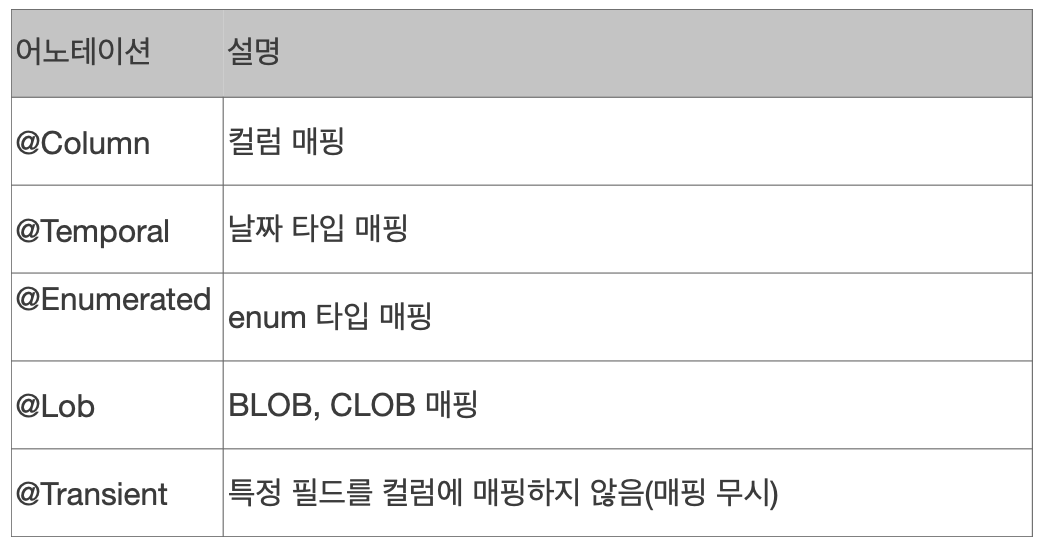 어노테이션 설명
@Column 컬럼 매핑
@Temporal 날짜 타입 매핑
@Enumerated enum 타입 매핑
@Lob BLOB, CLOB 매핑
@Transient 특정 필드를 컬럼에 매핑하지 않음(매핑 무시)